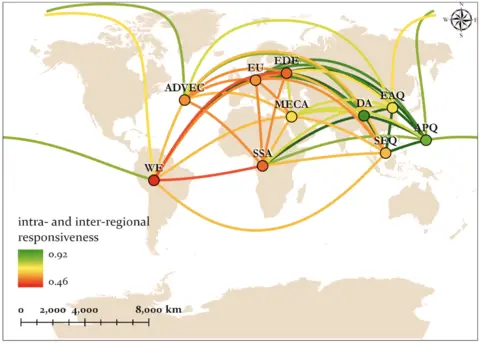 N
W
E
S
EDE
EU
ADVEC
EAQ
MECA
DA
APQ
SEQ
SSA
WE
intra- and inter-regional
responsiveness
0.92
0.46
0 2,000 4,000 8,000 km